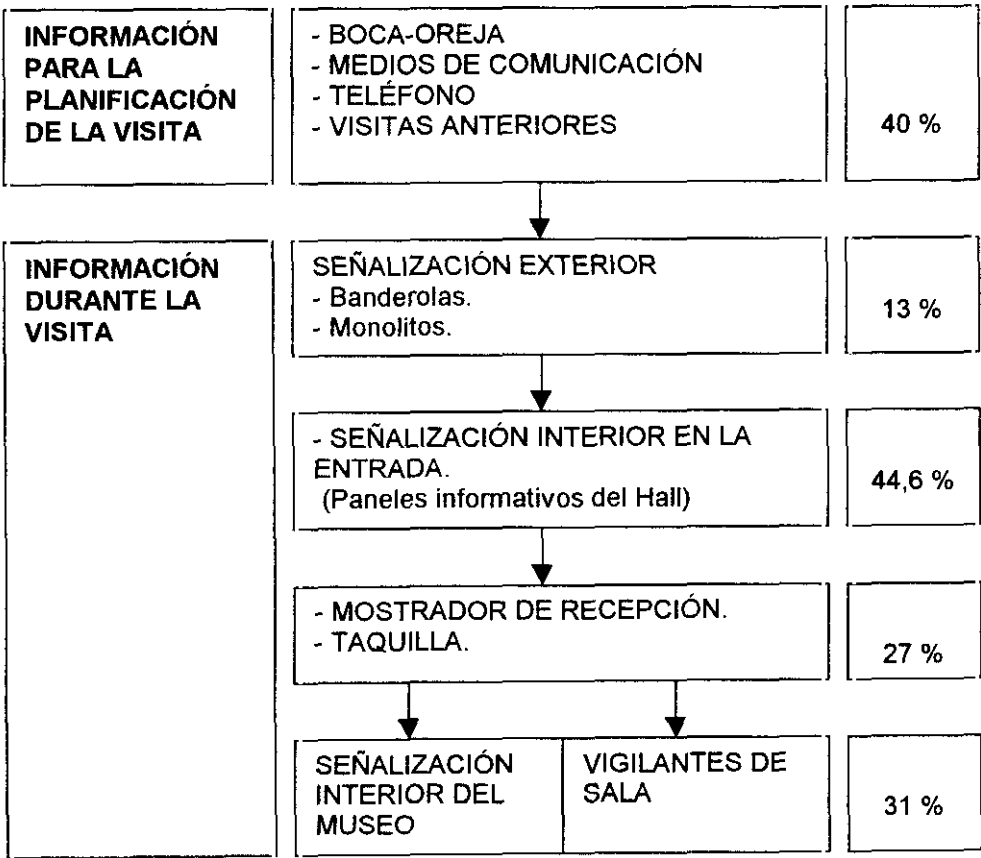 INFORMACIÓN
PARA LA
PLANIFICACIÓN
DE LA VISITA
- BOCA-OREJA
- MEDIOS DE COMUNICACIÓN
- TELÉFONO
- VISITAS ANTERIORES
40 %
INFORMACIÓN
DURANTE LA
VISITA
SEÑALIZACIÓN EXTERIOR
- Banderolas.
- Monolitos.
13 %
- SEÑALIZACIÓN INTERIOR EN LA
ENTRADA.
(Paneles informativos del Hall)
44,6 %
- MOSTRADOR DE RECEPCIÓN.
- TAQUILLA.
27 %
SEÑALIZACIÓN
INTERIOR DEL
MUSEO
VIGILANTES DE
SALA
31 %